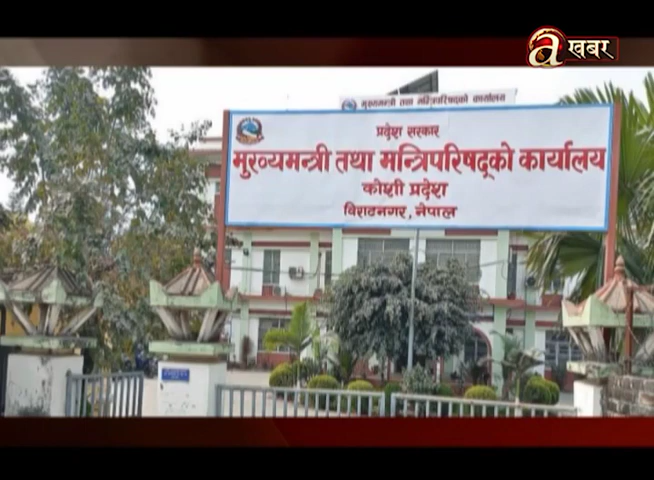 a खबर
मुख्यमन्त्री तथा मन्त्रिपरिषद्को कार्यालय
प्रदेश सरकार
मुख्यमन्त्री तथा मन्त्रिपरिषद्को कार्यालय
कोशी प्रदेश
विराटनगर, नेपाल